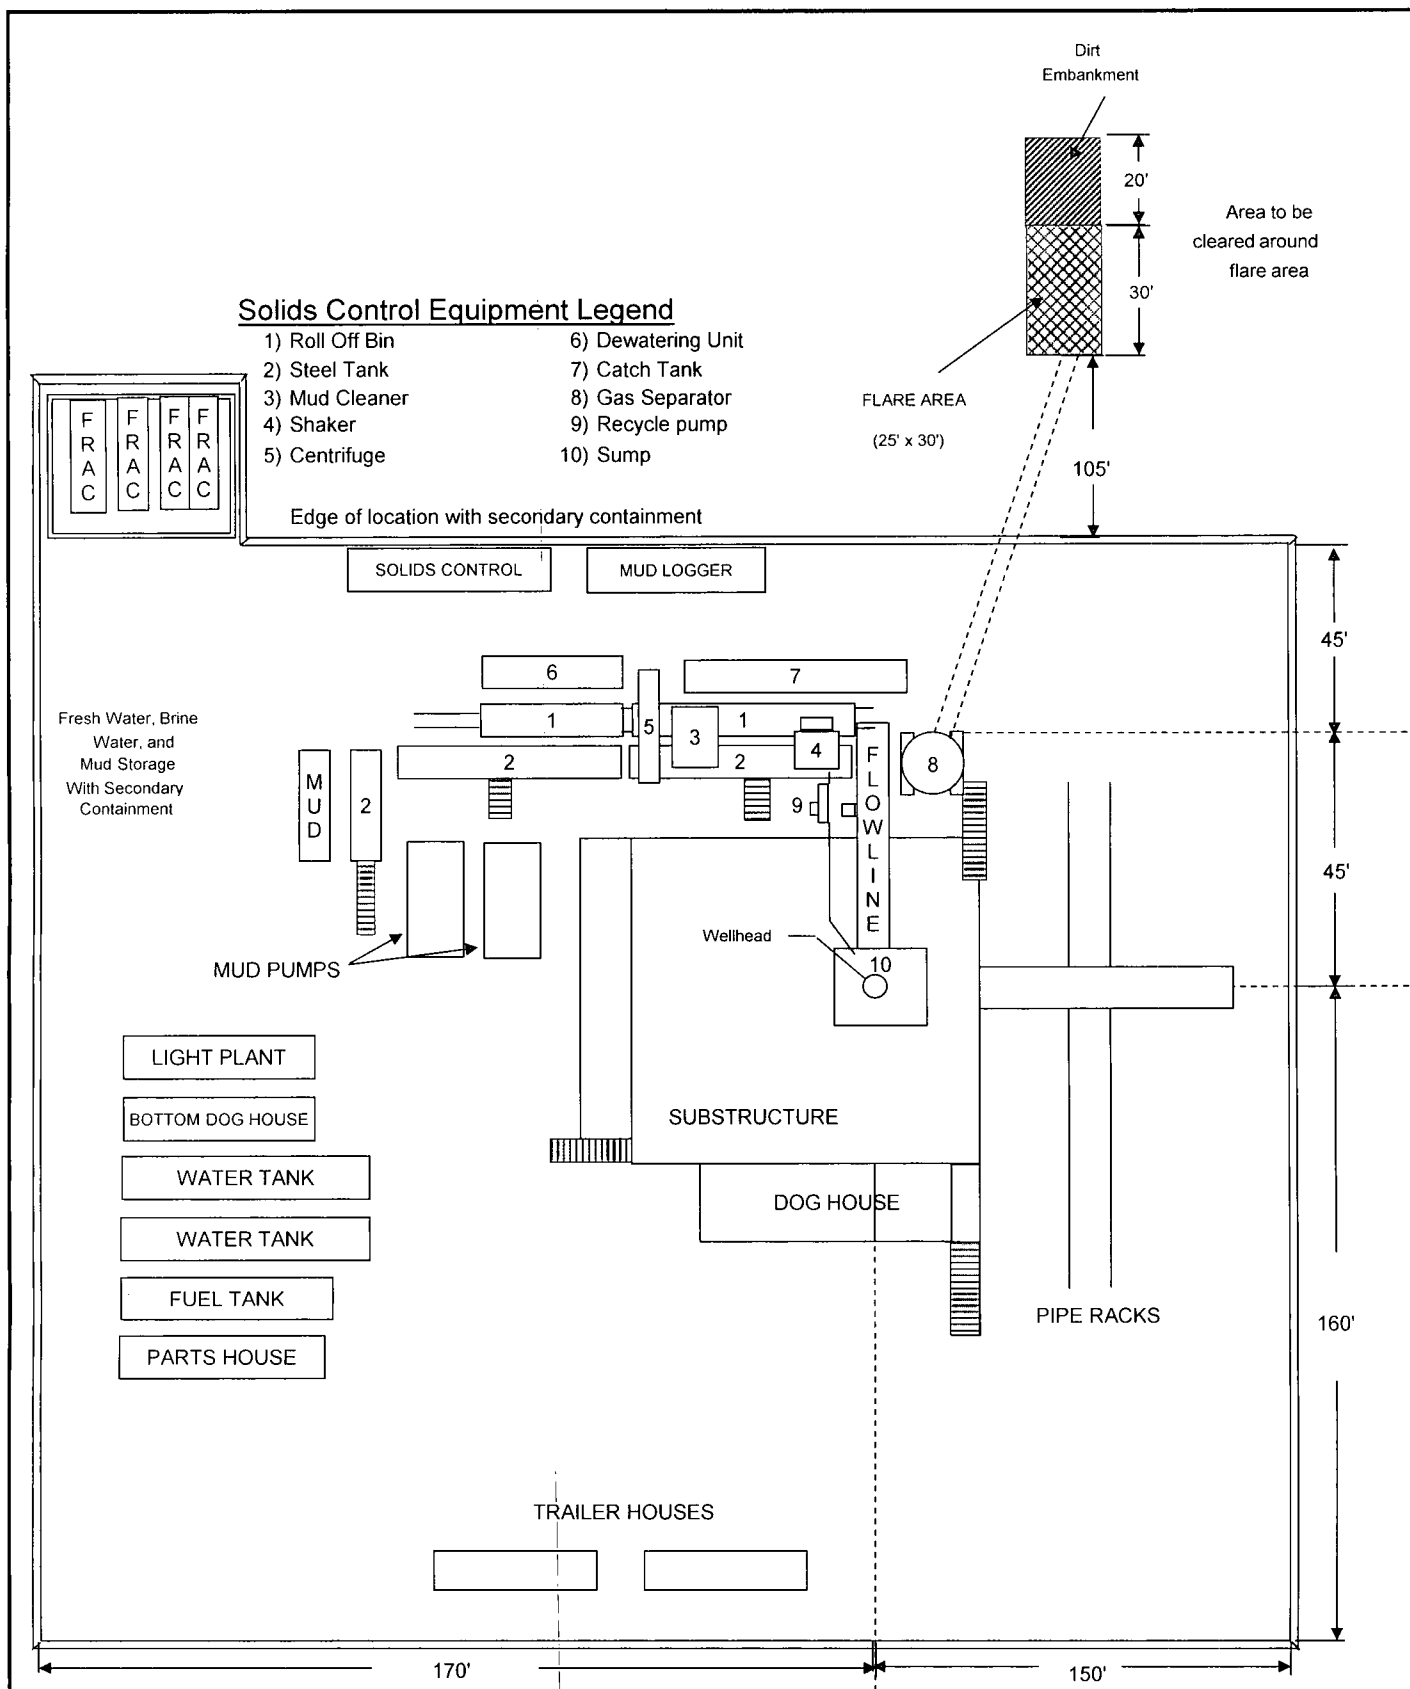 Dirt
Embankment
20'
Area to be
cleared around
flare area
30'
Solids Control Equipment Legend
1) Roll Off Bin
2) Steel Tank
3) Mud Cleaner
4) Shaker
5) Centrifuge
6) Dewatering Unit
7) Catch Tank
8) Gas Separator
9) Recycle pump
10) Sump
FLARE AREA
(25' x 30')
105'
FRAC
FRAC
FRAC
FRAC
Edge of location with secondary containment
SOLIDS CONTROL
MUD LOGGER
45'
6
7
Fresh Water, Brine
Water, and
Mud Storage
With Secondary
Containment
1
5
3
1
4
8
2
2
MUD
2
9
FLOWLINE
45'
Wellhead
10
MUD PUMPS
LIGHT PLANT
BOTTOM DOG HOUSE
WATER TANK
WATER TANK
FUEL TANK
PARTS HOUSE
SUBSTRUCTURE
DOG HOUSE
PIPE RACKS
160'
TRAILER HOUSES
170'
150'